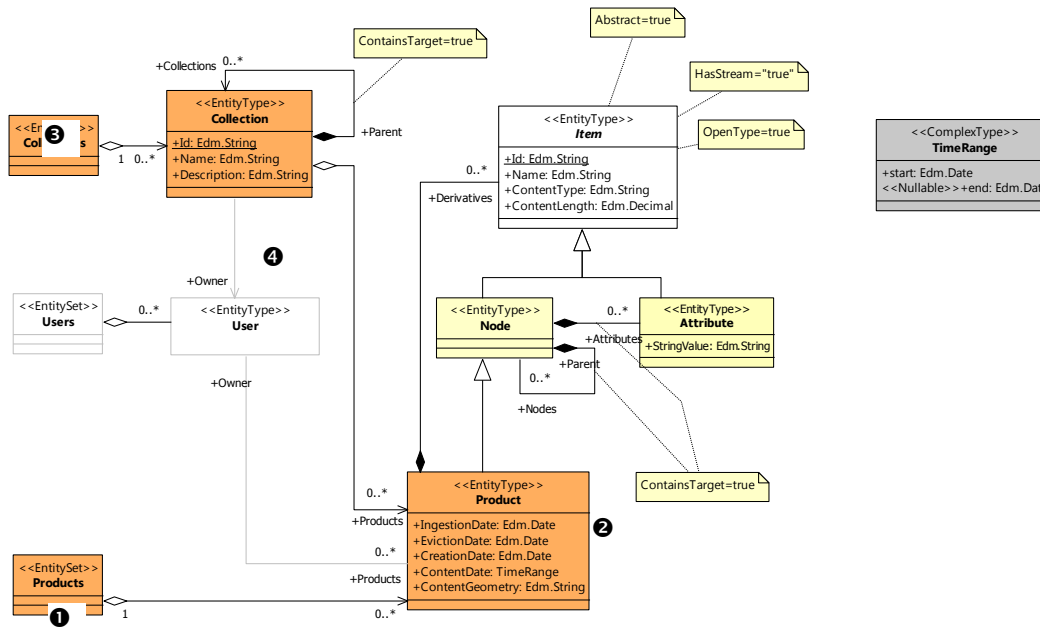 Abstract=true
ContainsTarget=true
HasStream="true"
OpenType=true
0..*
+Collections
<<EntityType>>
Collection
+Id: Edm.String
+Name: Edm.String
+Description: Edm.String
+Parent
❸
1 0..*
<<EntityType>>
Item
+Id: Edm.String
+Name: Edm.String
+ContentType: Edm.String
+ContentLength: Edm.Decimal
0..*
+Derivatives
<<ComplexType>>
TimeRange
+start: Edm.Date
<<Nullable>>+end: Edm.Dat
❹
+Owner
<<EntitySet>>
Users
0..*
<<EntityType>>
User
+Owner
<<EntityType>>
Node
0..*
+Attributes
<<EntityType>>
Attribute
+StringValue: Edm.String
+Parent
0..*
+Nodes
ContainsTarget=true
0..*
+Products
<<EntityType>>
Product
+IngestionDate: Edm.Date
+EvictionDate: Edm.Date
+CreationDate: Edm.Date
+ContentDate: TimeRange
+ContentGeometry: Edm.String
❷
0..*
+Products
<<EntitySet>>
Products
❶
1
0..*